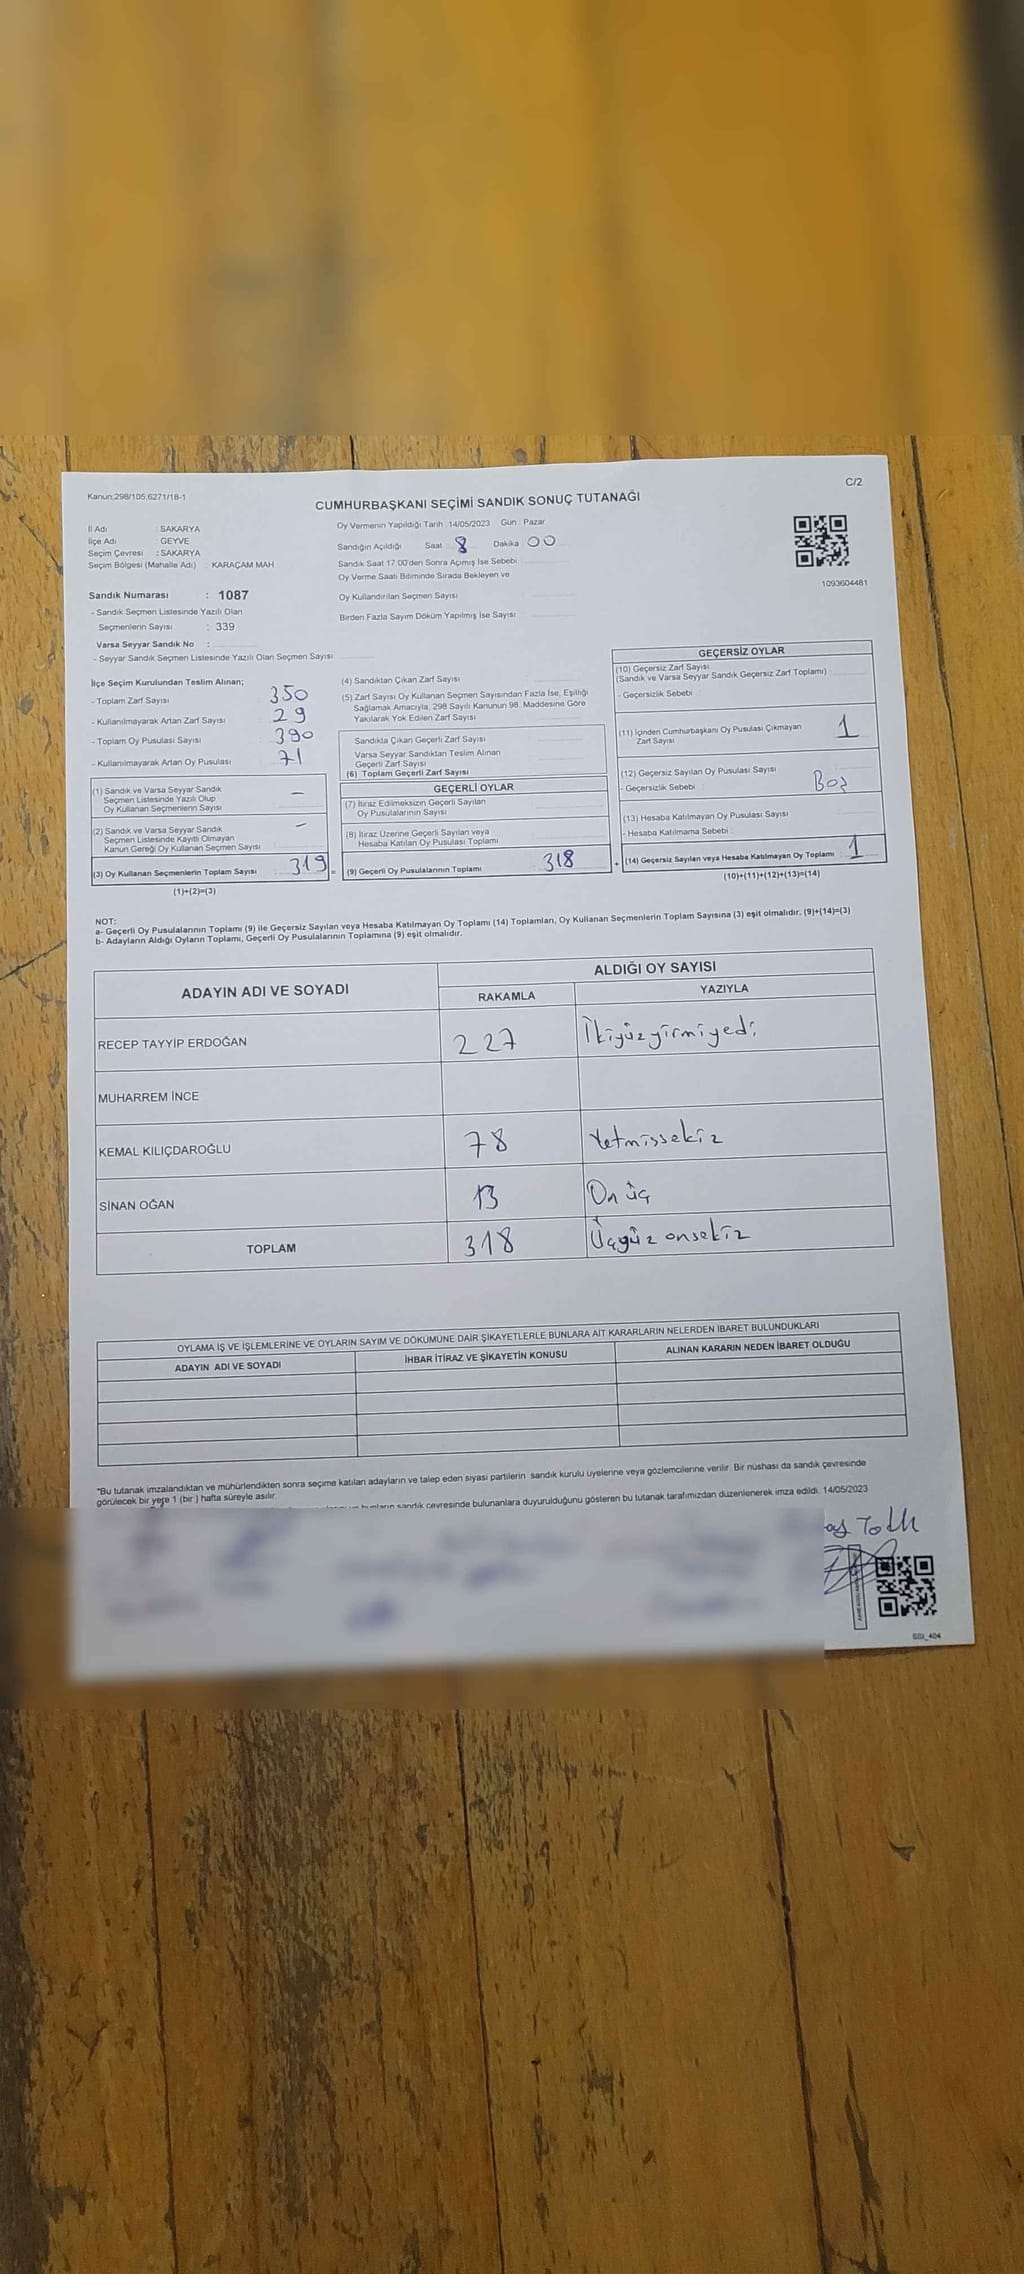 Kanun;298/105,6271/18-1
C/2
CUMHURBAŞKANI SEÇİMİ SANDIK SONUÇ TUTANAĞI
İl Adı : SAKARYA
İlçe Adı : GEYVE
Seçim Çevresi : SAKARYA
Seçim Bölgesi (Mahalle Adı) : KARAÇAM MAH
Oy Vermenin Yapıldığı Tarih 14/05/2023 Gün Pazar
Sandığın Açıldığı Saat 8 Dakika 00
Sandık Saat 17.00'den Sonra Açımış İse Sebebi
Oy Verme Saati Bitiminde Sırada Bekleyen ve
Oy Kullandırılan Seçmen Sayısı
Birden Fazla Sayım Döküm Yapılmış İse Sayısı
1093604481
Sandık Numarası : 1087
- Sandık Seçmen Listesinde Yazılı Olan
Seçmenlerin Sayısı : 339
Varsa Seyyar Sandık No :
- Seyyar Sandık Seçmen Listesinde Yazılı Olan Seçmen Sayısı
İlçe Seçim Kurulundan Teslim Alınan;
- Toplam Zarf Sayısı 350
- Kullanılmayarak Artan Zarf Sayısı 29
- Toplam Oy Pusulası Sayısı 390
- Kullanılmayarak Artan Oy Pusulası 71
(1) Sandık ve Varsa Seyyar Sandık
Seçmen Listesinde Yazılı Olup
Oy Kullanan Seçmenlerin Sayısı –
(2) Sandık ve Varsa Seyyar Sandık
Seçmen Listesinde Kayıtlı Olmayan
Kanun Gereği Oy Kullanan Seçmen Sayısı –
(3) Oy Kullanan Seçmenlerin Toplam Sayısı 319
(1)+(2)=(3)
(4) Sandıktan Çıkan Zarf Sayısı
(5) Zarf Sayısı Oy Kullanan Seçmen Sayısından Fazla İse, Eşitliği
Sağlamak Amacıyla, 298 Sayılı Kanunun 98. Maddesine Göre
Yakılarak Yok Edilen Zarf Sayısı
Sandıkta Çıkan Geçerli Zarf Sayısı
Varsa Seyyar Sandıktan Teslim Alınan
Geçerli Zarf Sayısı
(6) Toplam Geçerli Zarf Sayısı
GEÇERLİ OYLAR
(7) İtiraz Edilmeksizin Geçerli Sayılan
Oy Pusulalarının Sayısı
(8) İtiraz Üzerine Geçerli Sayılan veya
Hesaba Katılan Oy Pusulası Toplamı
= (9) Geçerli Oy Pusulalarının Toplamı 318
GEÇERSİZ OYLAR
(10) Geçersiz Zarf Sayısı
(Sandık ve Varsa Seyyar Sandık Geçersiz Zarf Toplamı)
- Geçersizlik Sebebi
(11) İçinden Cumhurbaşkanı Oy Pusulası Çıkmayan
Zarf Sayısı 1
(12) Geçersiz Sayılan Oy Pusulası Sayısı
- Geçersizlik Sebebi Boş
(13) Hesaba Katılmayan Oy Pusulası Sayısı
- Hesaba Katılmama Sebebi
+ (14) Geçersiz Sayılan veya Hesaba Katılmayan Oy Toplamı 1
(10)+(11)+(12)+(13)=(14)
NOT:
a- Geçerli Oy Pusulalarının Toplamı (9) ile Geçersiz Sayılan veya Hesaba Katılmayan Oy Toplamı (14) Toplamları, Oy Kullanan Seçmenlerin Toplam Sayısına (3) eşit olmalıdır. (9)+(14)=(3)
b- Adayların Aldığı Oyların Toplamı, Geçerli Oy Pusulalarının Toplamına (9) eşit olmalıdır.
ADAYIN ADI VE SOYADI
ALDIĞI OY SAYISI
RAKAMLA YAZIYLA
RECEP TAYYİP ERDOĞAN 227 İkiyüzyirmiyedi
MUHARREM İNCE
KEMAL KILIÇDAROĞLU 78 Yetmissekiz
SİNAN OĞAN 13 On üç
TOPLAM 318 Üçyüz onsekiz
OYLAMA İŞ VE İŞLEMLERİNE VE OYLARIN SAYIM VE DÖKÜMÜNE DAİR ŞİKAYETLERLE BUNLARA AİT KARARLARIN NELERDEN İBARET BULUNDUKLARI
ADAYIN ADI VE SOYADI İHBAR İTİRAZ VE ŞİKAYETİN KONUSU ALINAN KARARIN NEDEN İBARET OLDUĞU
*Bu tutanak imzalandıktan ve mühürlendikten sonra seçime katılan adayların ve talep eden siyasi partilerin sandık kurulu üyelerine veya gözlemcilerine verilir. Bir nüshası da sandık çevresinde
görülecek bir yere 1 (bir) hafta süreyle asılır.
sandık çevresinde bulunanlara duyurulduğunu gösteren bu tutanak tarafımızdan düzenlenerek imza edildi. 14/05/2023